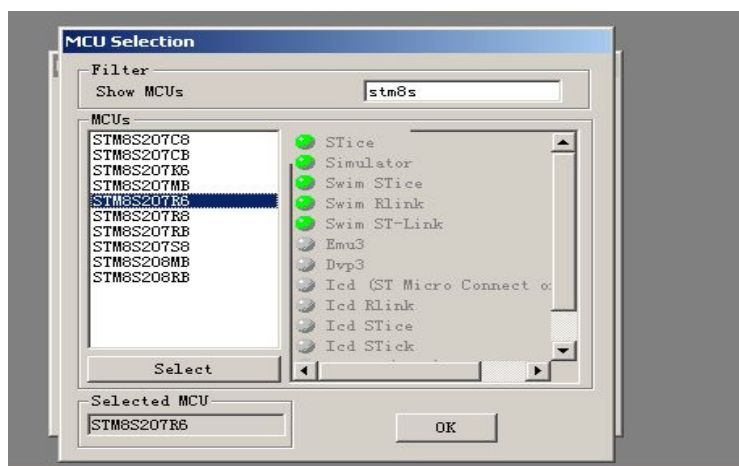 MCU Selection
Filter
Show MCUs
stm8s
MCUs
STM8S207C8
STM8S207CB
STM8S207K6
STM8S207MB
STM8S207R6
STM8S207R8
STM8S207RB
STM8S207S8
STM8S208MB
STM8S208RB
STice
Simulator
Swim STice
Swim Rlink
Swim ST-Link
Emu3
Dvp3
Icd (ST Micro Connect o
Icd Rlink
Icd STice
Icd STick
Select
Selected MCU
STM8S207R6
OK